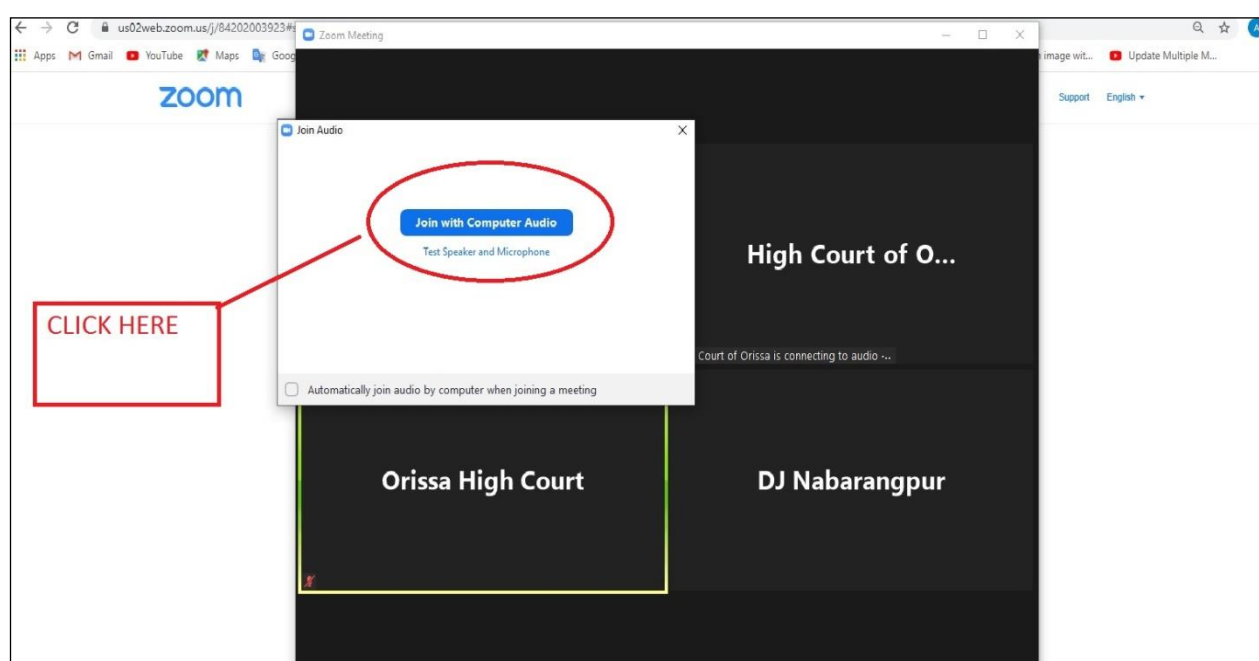 us02web.zoom.us/j/84202003923#s
Zoom Meeting
Apps Gmail YouTube Maps Goog
image wit... Update Multiple M...
zoom
Support English
Join Audio
Join with Computer Audio
Test Speaker and Microphone
High Court of O...
CLICK HERE
Court of Orissa is connecting to audio -..
Automatically join audio by computer when joining a meeting
Orissa High Court
DJ Nabarangpur